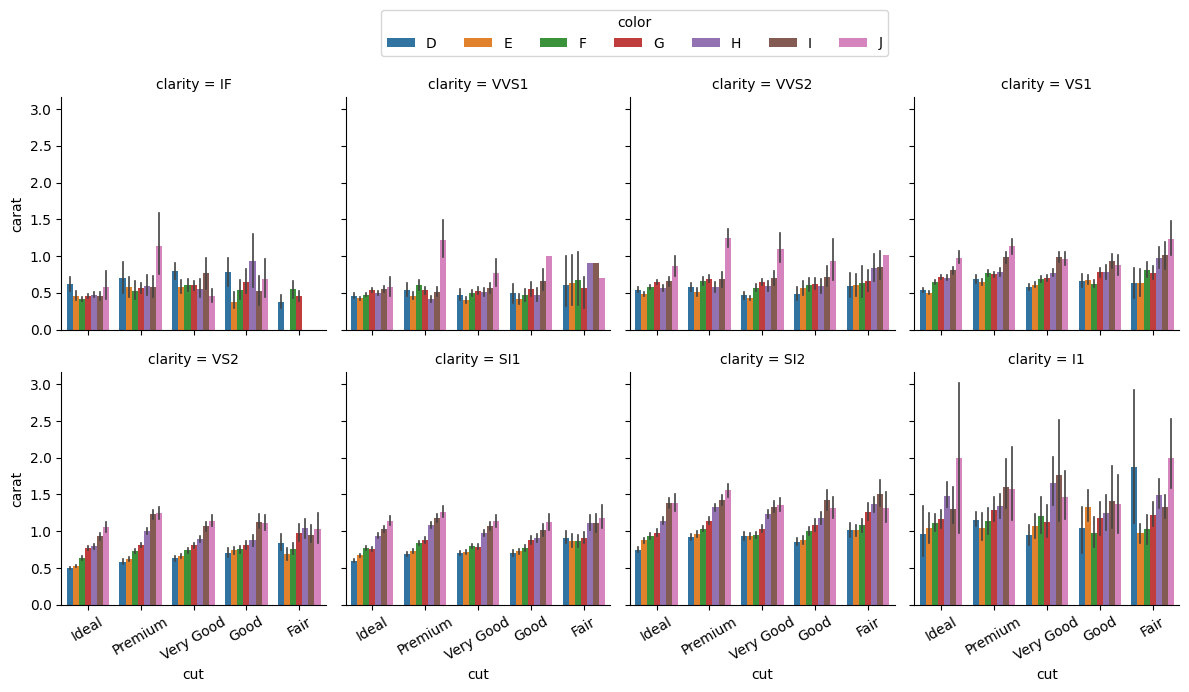 color
D E F G H I J
clarity = IF clarity = VVS1 clarity = VVS2 clarity = VS1
3.0
2.5
2.0
1.5
1.0
0.5
0.0
carat
clarity = VS2 clarity = SI1 clarity = SI2 clarity = I1
3.0
2.5
2.0
1.5
1.0
0.5
0.0
carat
Ideal Premium Very Good Good Fair Ideal Premium Very Good Good Fair Ideal Premium Very Good Good Fair Ideal Premium Very Good Good Fair
cut cut cut cut